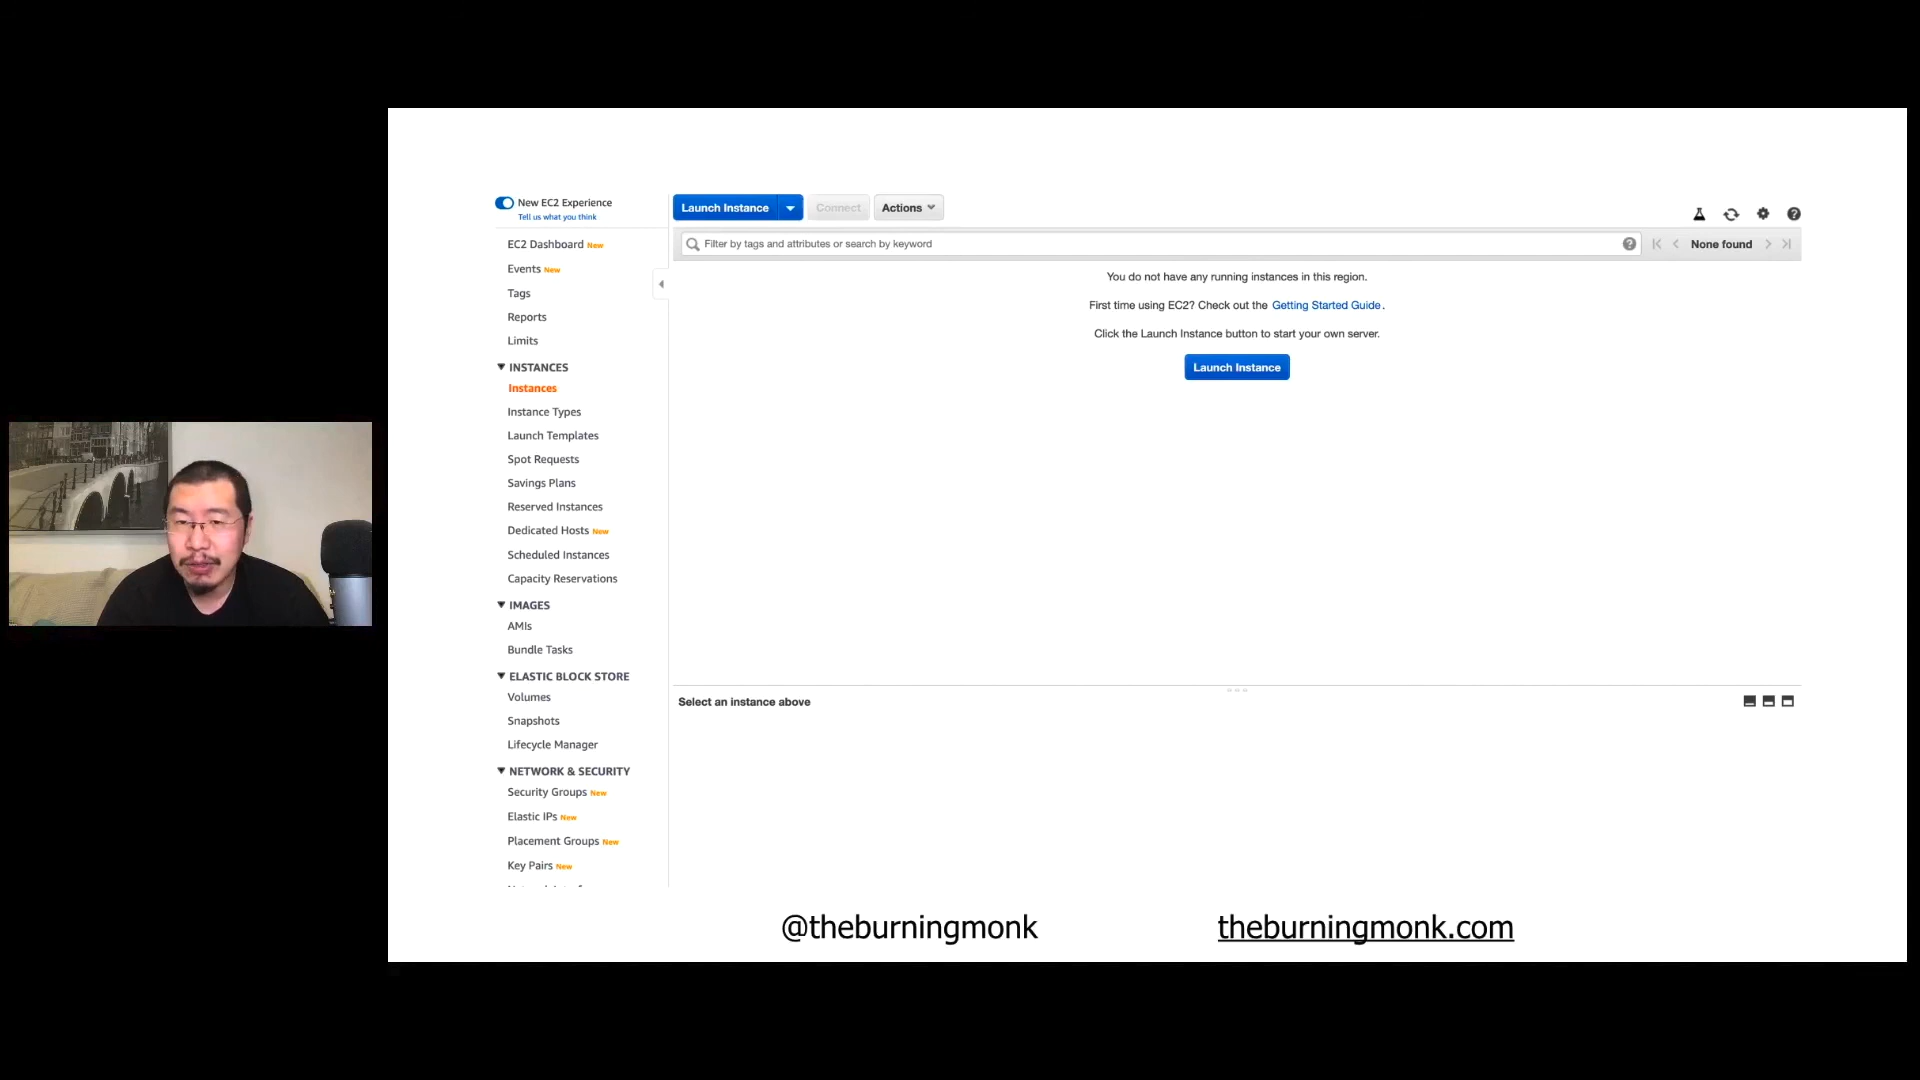 New EC2 Experience
Tell us what you think
EC2 Dashboard New
Events New
Tags
Reports
Limits
INSTANCES
Instances
Instance Types
Launch Templates
Spot Requests
Savings Plans
Reserved Instances
Dedicated Hosts New
Scheduled Instances
Capacity Reservations
IMAGES
AMIs
Bundle Tasks
ELASTIC BLOCK STORE
Volumes
Snapshots
Lifecycle Manager
NETWORK & SECURITY
Security Groups New
Elastic IPs New
Placement Groups New
Key Pairs New
Launch Instance
Connect
Actions
Filter by tags and attributes or search by keyword
None found
You do not have any running instances in this region.
First time using EC2? Check out the Getting Started Guide.
Click the Launch Instance button to start your own server.
Launch Instance
Select an instance above
@theburningmonk
theburningmonk.com